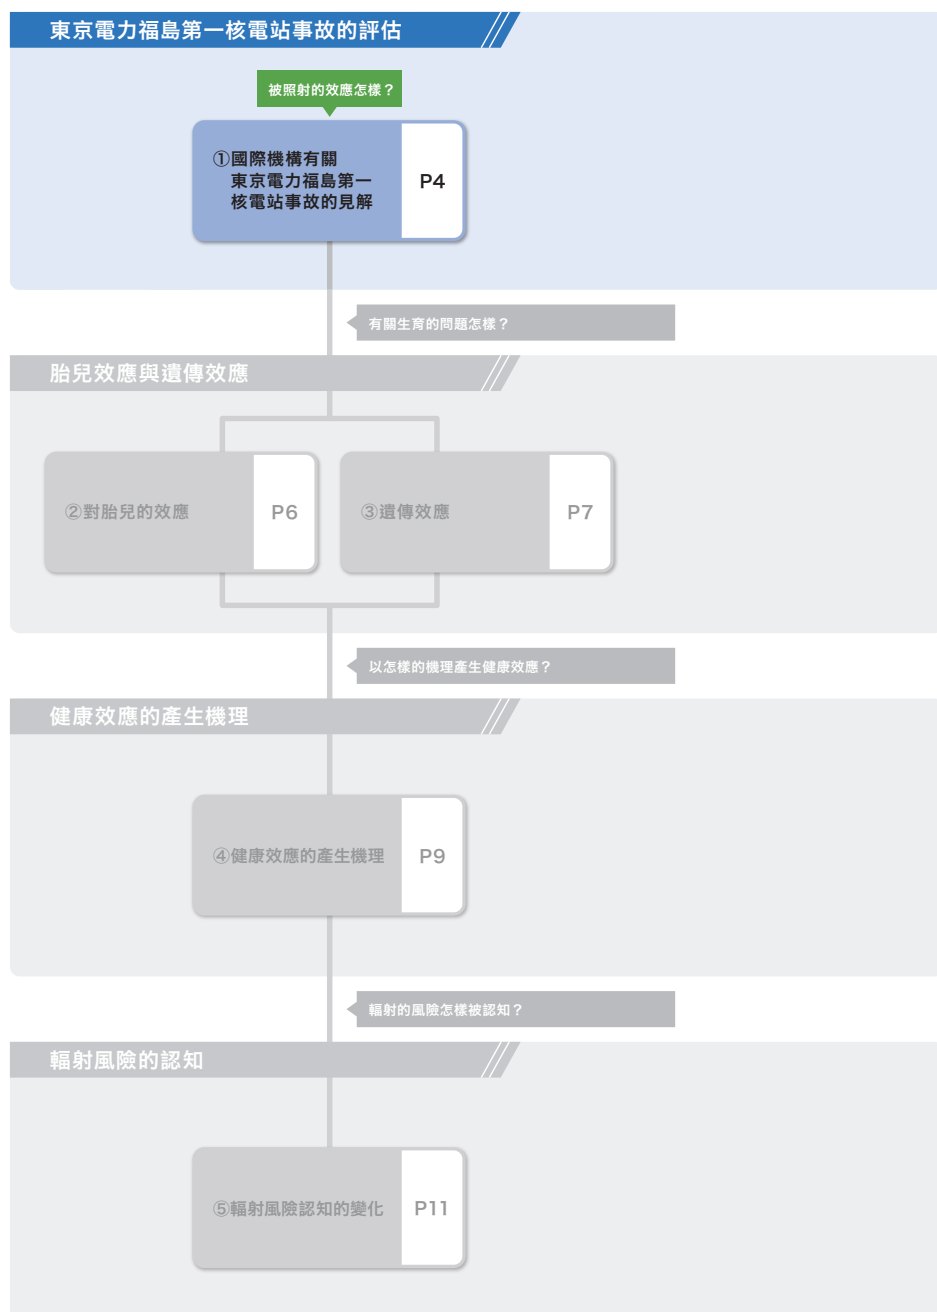 東京電力福島第一核電站事故的評估
被照射的效應怎樣？
①國際機構有關
東京電力福島第一
核電站事故的見解
P4
有關生育的問題怎樣？
胎兒效應與遺傳效應
②對胎兒的效應
P6
③遺傳效應
P7
以怎樣的機理產生健康效應？
健康效應的產生機理
④健康效應的產生機理
P9
輻射的風險怎樣被認知？
輻射風險的認知
⑤輻射風險認知的變化
P11